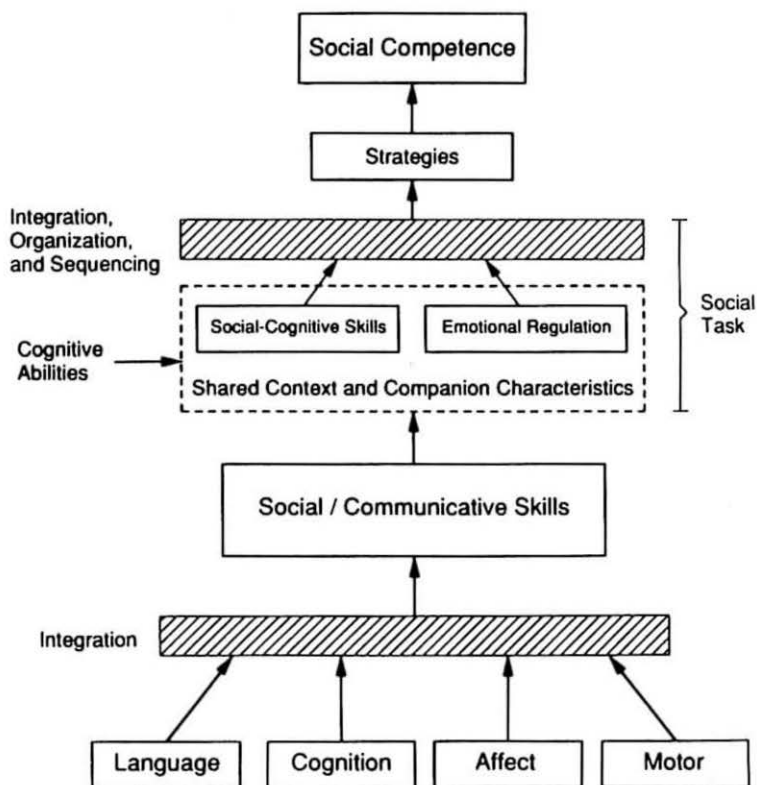 Social Competence
Strategies
Integration,
Organization,
and Sequencing
Social-Cognitive Skills
Emotional Regulation
Social
Task
Cognitive
Abilities
Shared Context and Companion Characteristics
Social / Communicative Skills
Integration
Language
Cognition
Affect
Motor